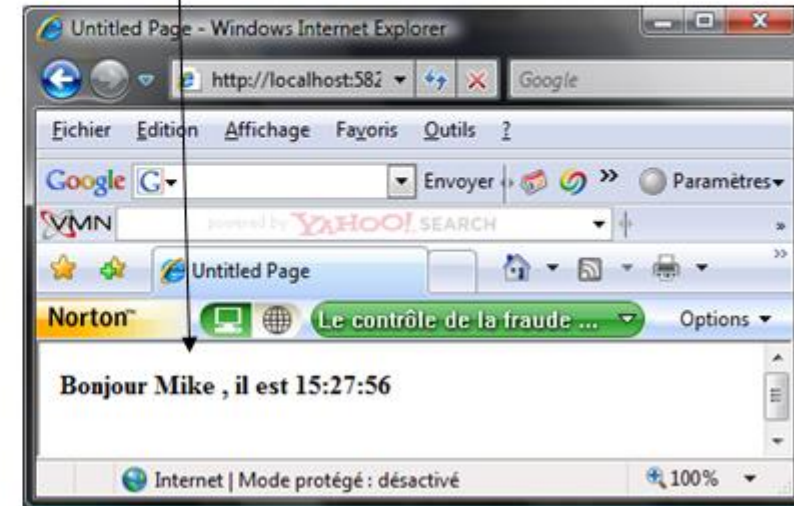 Untitled Page - Windows Internet Explorer
http://localhost:582 Google
Fichier Edition Affichage Favoris Outils ?
Google G Envoyer » Paramètres
VMN powered by YAHOO! SEARCH »
Untitled Page »
Norton™ Le contrôle de la fraude ... Options
Bonjour Mike , il est 15:27:56
Internet | Mode protégé : désactivé 100%